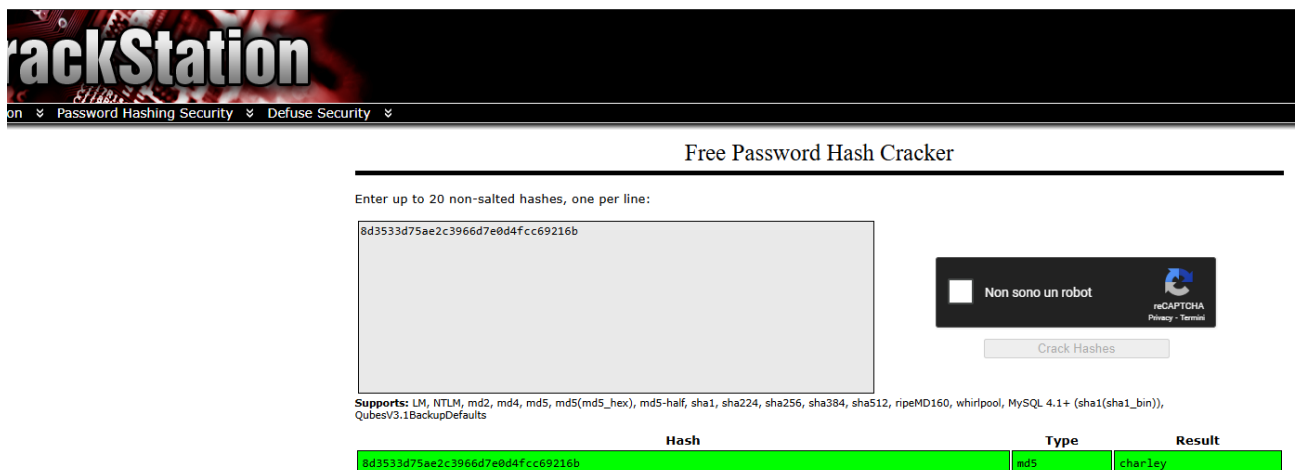 rackStation
on Password Hashing Security Defuse Security
Free Password Hash Cracker
Enter up to 20 non-salted hashes, one per line:
8d3533d75ae2c3966d7e0d4fcc69216b
Non sono un robot
reCAPTCHA
Privacy - Termini
Crack Hashes
Supports: LM, NTLM, md2, md4, md5, md5(md5_hex), md5-half, sha1, sha224, sha256, sha384, sha512, ripeMD160, whirlpool, MySQL 4.1+ (sha1(sha1_bin)),
QubesV3.1BackupDefaults
Hash Type Result
8d3533d75ae2c3966d7e0d4fcc69216b md5 charley